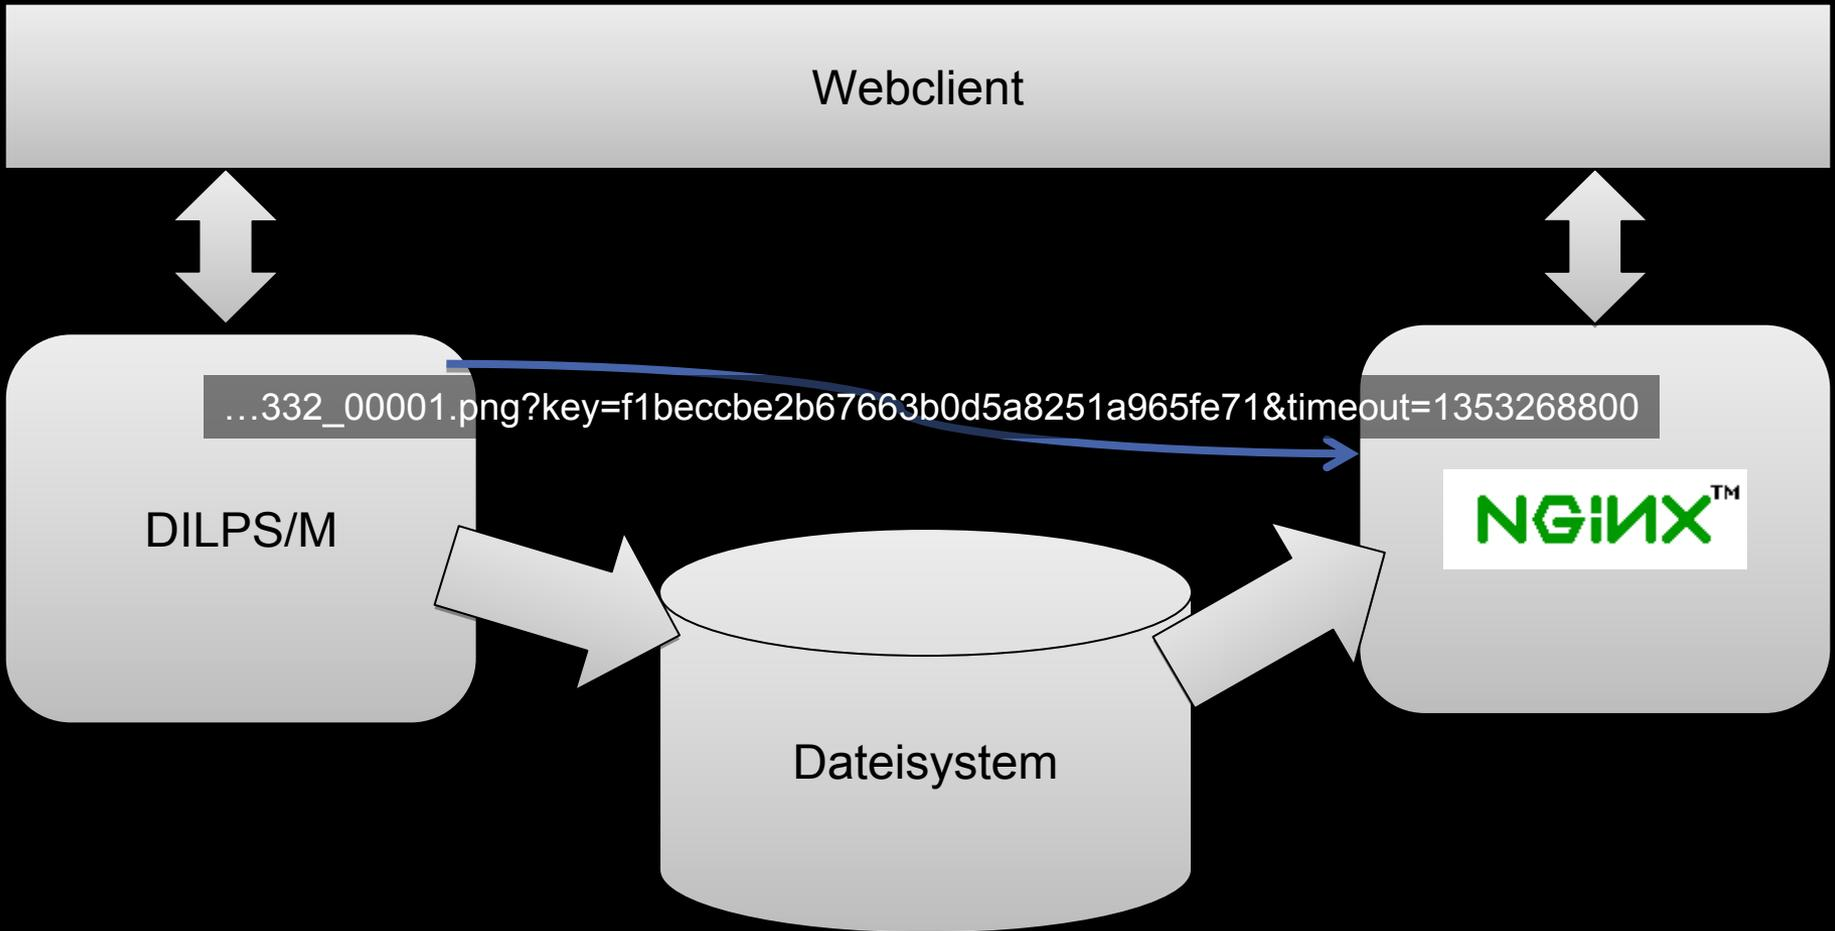 Webclient
…332_00001.png?key=f1beccbe2b67663b0d5a8251a965fe71&timeout=1353268800
DILPS/M
NGiNX™
Dateisystem